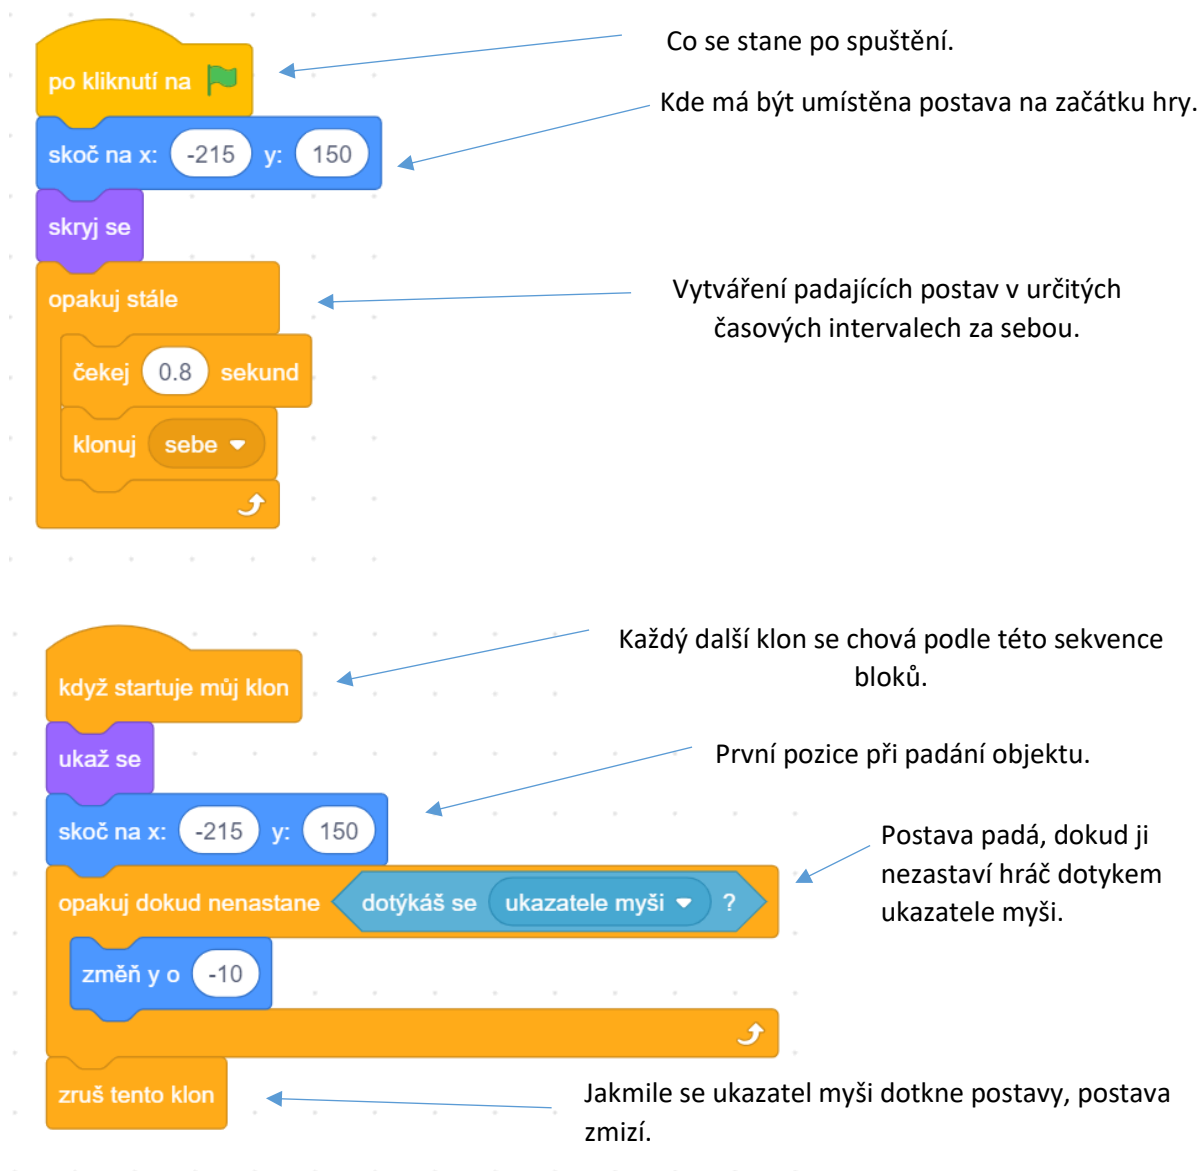 po kliknutí na
Co se stane po spuštění.
Kde má být umístěna postava na začátku hry.
skoč na x: -215 y: 150
skryj se
opakuj stále
Vytváření padajících postav v určitých
časových intervalech za sebou.
čekej 0.8 sekund
klonuj sebe
Každý další klon se chová podle této sekvence
bloků.
když startuje můj klon
ukaž se
První pozice při padání objektu.
skoč na x: -215 y: 150
Postava padá, dokud ji
nezastaví hráč dotykem
ukazatele myši.
opakuj dokud nenastane dotýkáš se ukazatele myši ?
změň y o -10
zruš tento klon
Jakmile se ukazatel myši dotkne postavy, postava
zmizí.